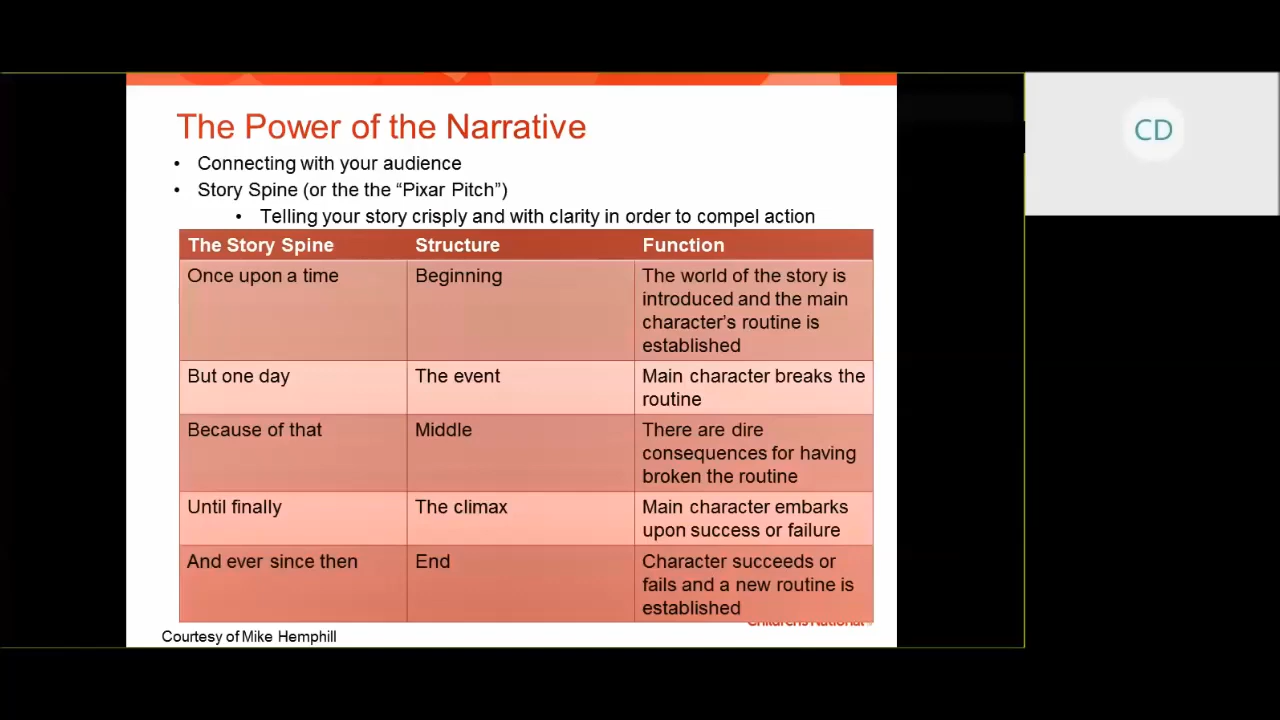 The Power of the Narrative
• Connecting with your audience
• Story Spine (or the the “Pixar Pitch”)
• Telling your story crisply and with clarity in order to compel action
The Story Spine Structure Function
Once upon a time Beginning The world of the story is
introduced and the main
character’s routine is
established
But one day The event Main character breaks the
routine
Because of that Middle There are dire
consequences for having
broken the routine
Until finally The climax Main character embarks
upon success or failure
And ever since then End Character succeeds or
fails and a new routine is
established
Children's National
Courtesy of Mike Hemphill
CD